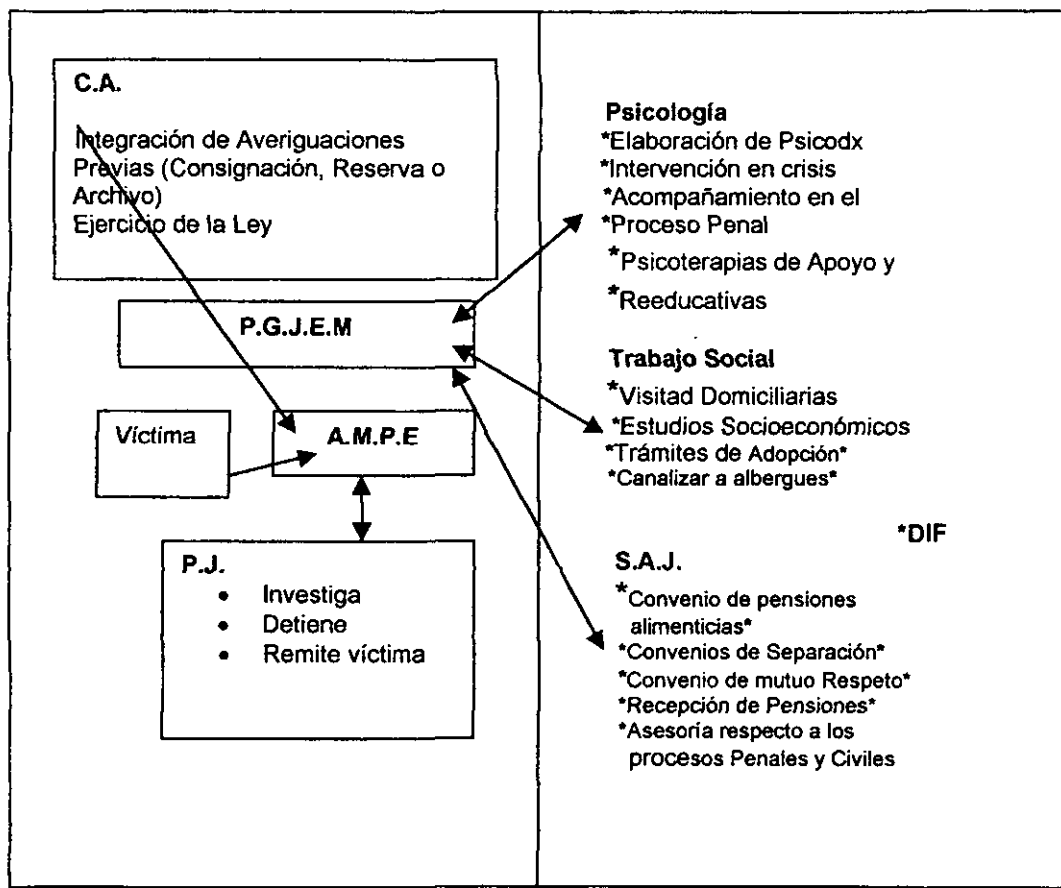 C.A.
Integración de Averiguaciones
Previas (Consignación, Reserva o
Archivo)
Ejercicio de la Ley
P.G.J.E.M
Víctima
A.M.P.E
P.J.
• Investiga
• Detiene
• Remite víctima
Psicología
*Elaboración de Psicodx
*Intervención en crisis
*Acompañamiento en el
*Proceso Penal
*Psicoterapias de Apoyo y
*Reeducativas
Trabajo Social
*Visitad Domiciliarias
*Estudios Socioeconómicos
*Trámites de Adopción*
*Canalizar a albergues*
*DIF
S.A.J.
*Convenio de pensiones
alimenticias*
*Convenios de Separación*
*Convenio de mutuo Respeto*
*Recepción de Pensiones*
*Asesoría respecto a los
procesos Penales y Civiles